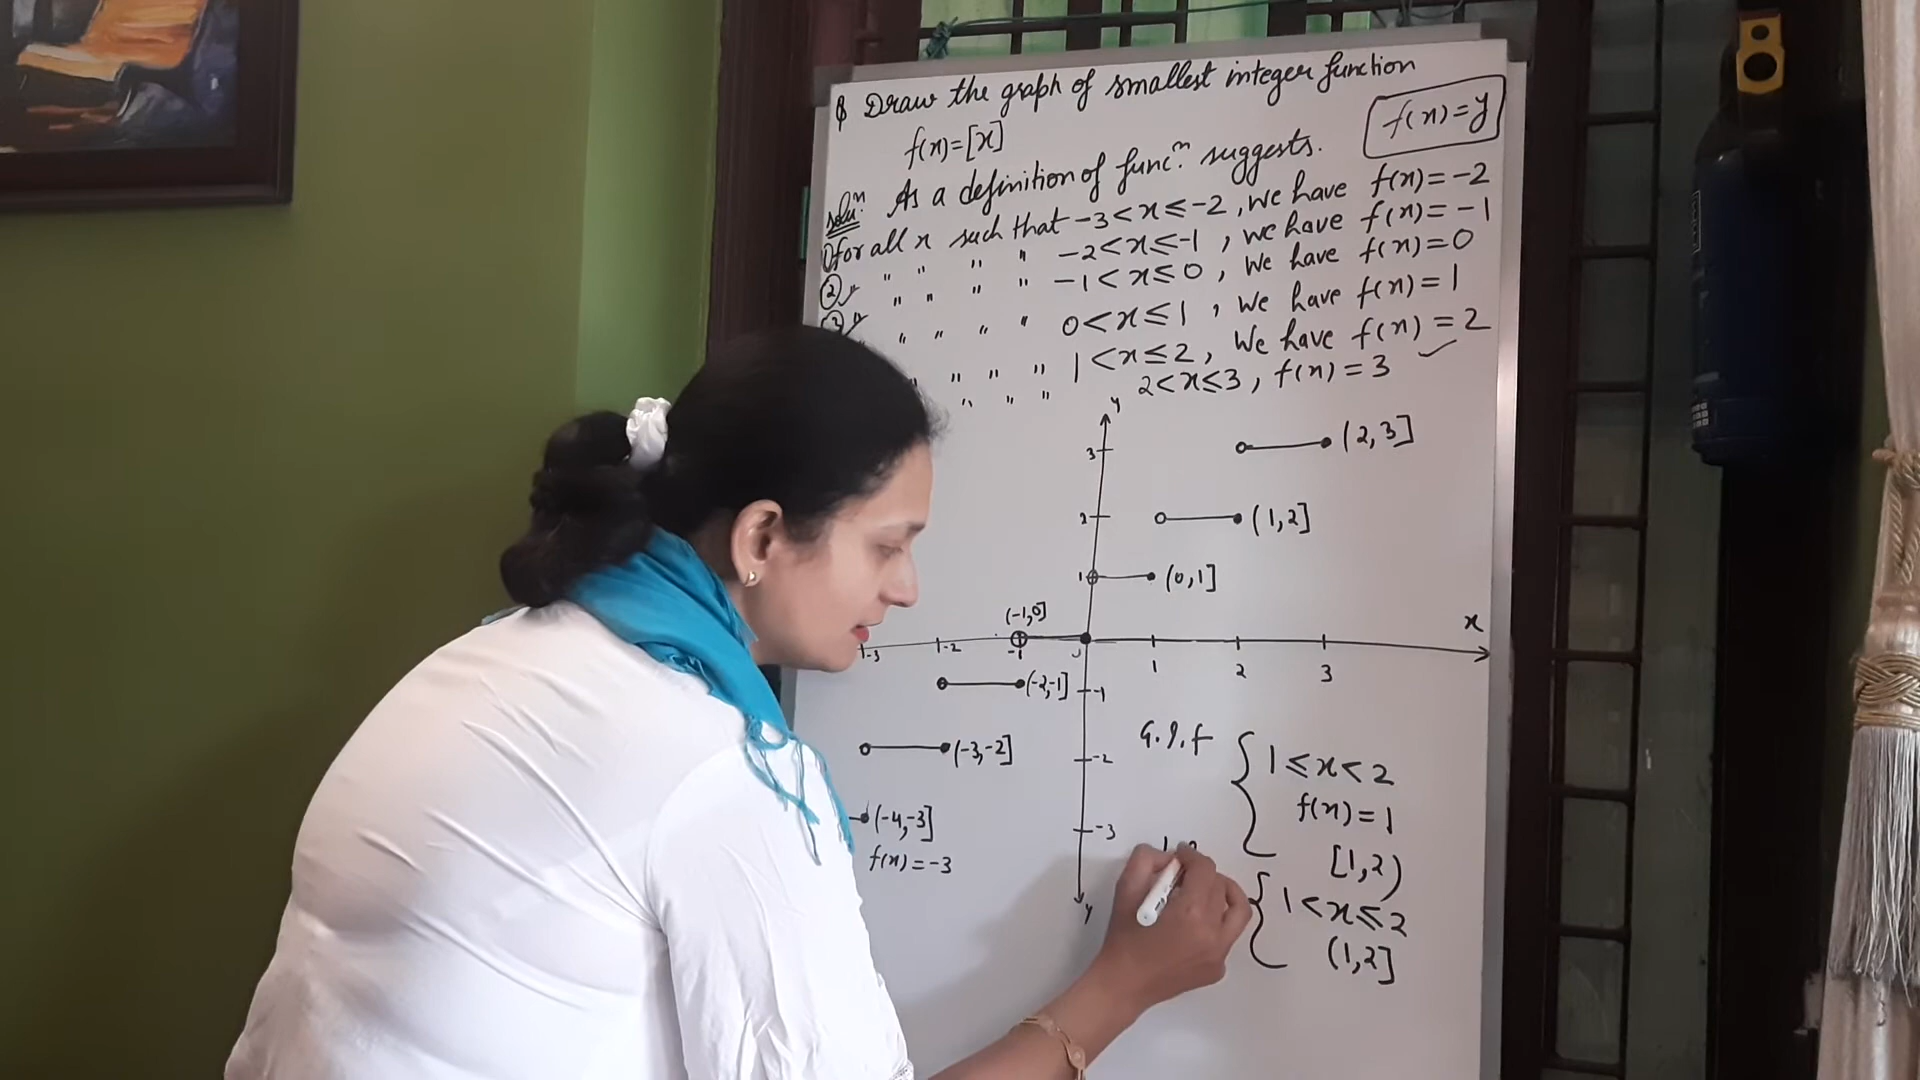 Q Draw the graph of smallest integer function
f(x)=[x]
f(x)=y
soluⁿ. As a definition of funcⁿ. suggests.
① for all x such that -3<x≤-2, We have f(x)=-2
② " " " " " -2<x≤-1, we have f(x)=-1
③ " " " " " -1<x≤0, We have f(x)=0
" " " " 0<x≤1, We have f(x)=1
" " " " 1<x≤2, We have f(x)=2
" " " 2<x≤3, f(x)=3
y
3
(2,3]
2
(1,2]
1
(0,1]
(-1,0]
x
-3
-2
-1
1
2
3
(-2,-1]
-1
(-3,-2]
-2
G.I.f
1≤x<2
f(x)=1
[1,2)
(-4,-3]
-3
f(x)=-3
1<x≤2
(1,2]
y